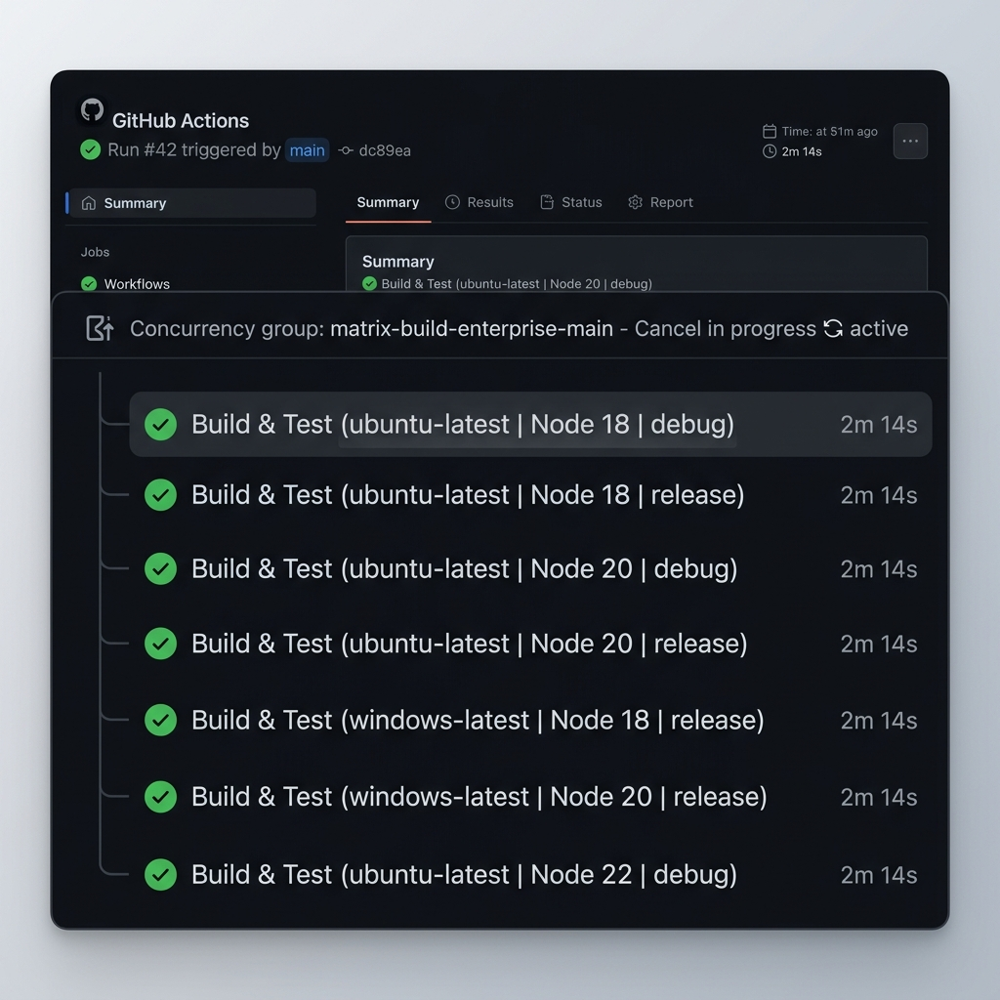 GitHub Actions
Run #42 triggered by main dc89ea
Time: at 51m ago
2m 14s
Summary
Summary Results Status Report
Jobs
Summary
Workflows
Build & Test (ubuntu-latest | Node 20 | debug)
Concurrency group: matrix-build-enterprise-main - Cancel in progress active
Build & Test (ubuntu-latest | Node 18 | debug) 2m 14s
Build & Test (ubuntu-latest | Node 18 | release) 2m 14s
Build & Test (ubuntu-latest | Node 20 | debug) 2m 14s
Build & Test (ubuntu-latest | Node 20 | release) 2m 14s
Build & Test (windows-latest | Node 18 | release) 2m 14s
Build & Test (windows-latest | Node 20 | release) 2m 14s
Build & Test (ubuntu-latest | Node 22 | debug) 2m 14s